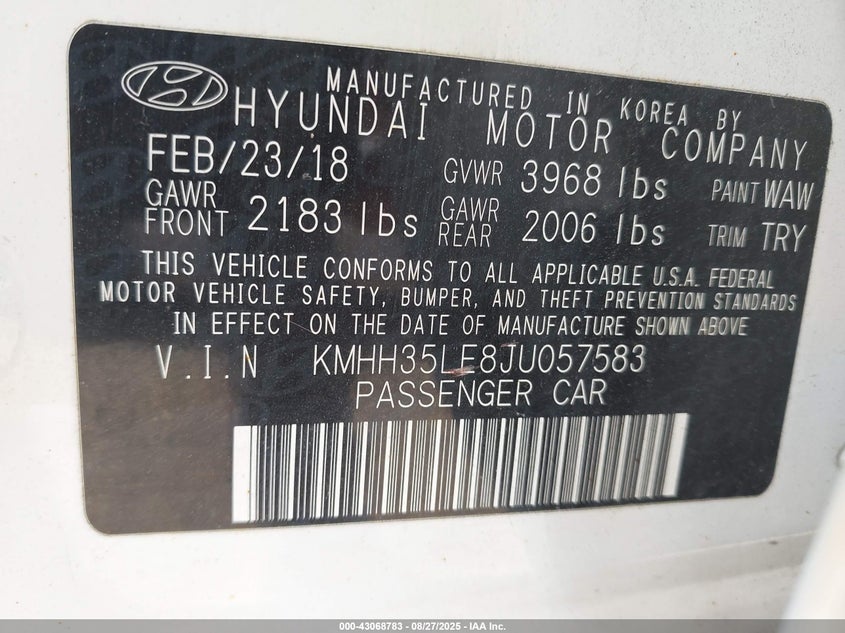 MANUFACTURED IN KOREA BY
HYUNDAI MOTOR COMPANY
FEB/23/18 GVWR 3968 lbs PAINT WAW
GAWR FRONT 2183 lbs GAWR REAR 2006 lbs TRIM TRY
THIS VEHICLE CONFORMS TO ALL APPLICABLE U.S.A. FEDERAL
MOTOR VEHICLE SAFETY, BUMPER, AND THEFT PREVENTION STANDARDS
IN EFFECT ON THE DATE OF MANUFACTURE SHOWN ABOVE
V.I.N KMHH35LE8JU057583
PASSENGER CAR
000-43068783 - 08/27/2025 - IAA Inc.